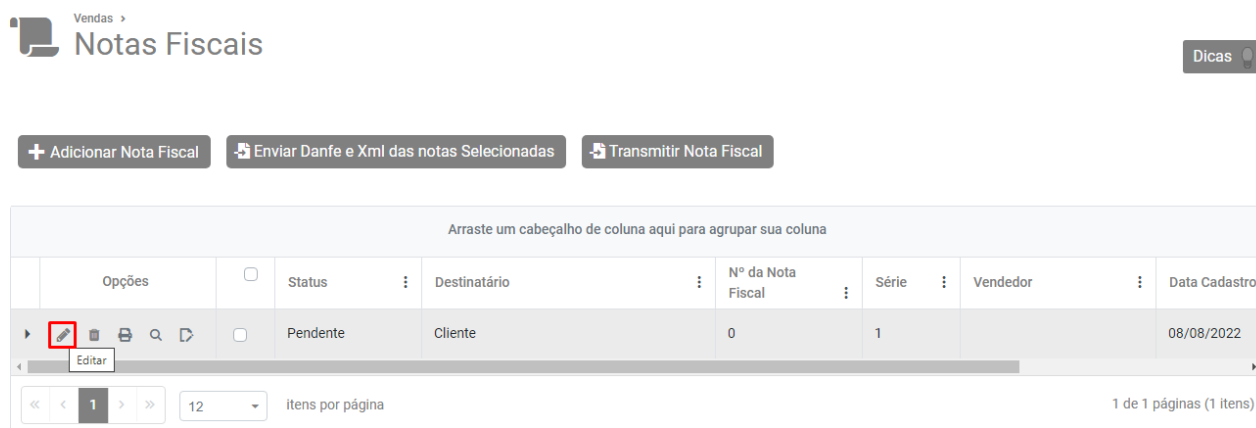 Vendas ›
Notas Fiscais
Dicas
Adicionar Nota Fiscal
Enviar Danfe e Xml das notas Selecionadas
Transmitir Nota Fiscal
Arraste um cabeçalho de coluna aqui para agrupar sua coluna
Opções Status Destinatário Nº da Nota Fiscal Série Vendedor Data Cadastro
Pendente Cliente 0 1 08/08/2022
Editar
1 12 itens por página 1 de 1 páginas (1 itens)